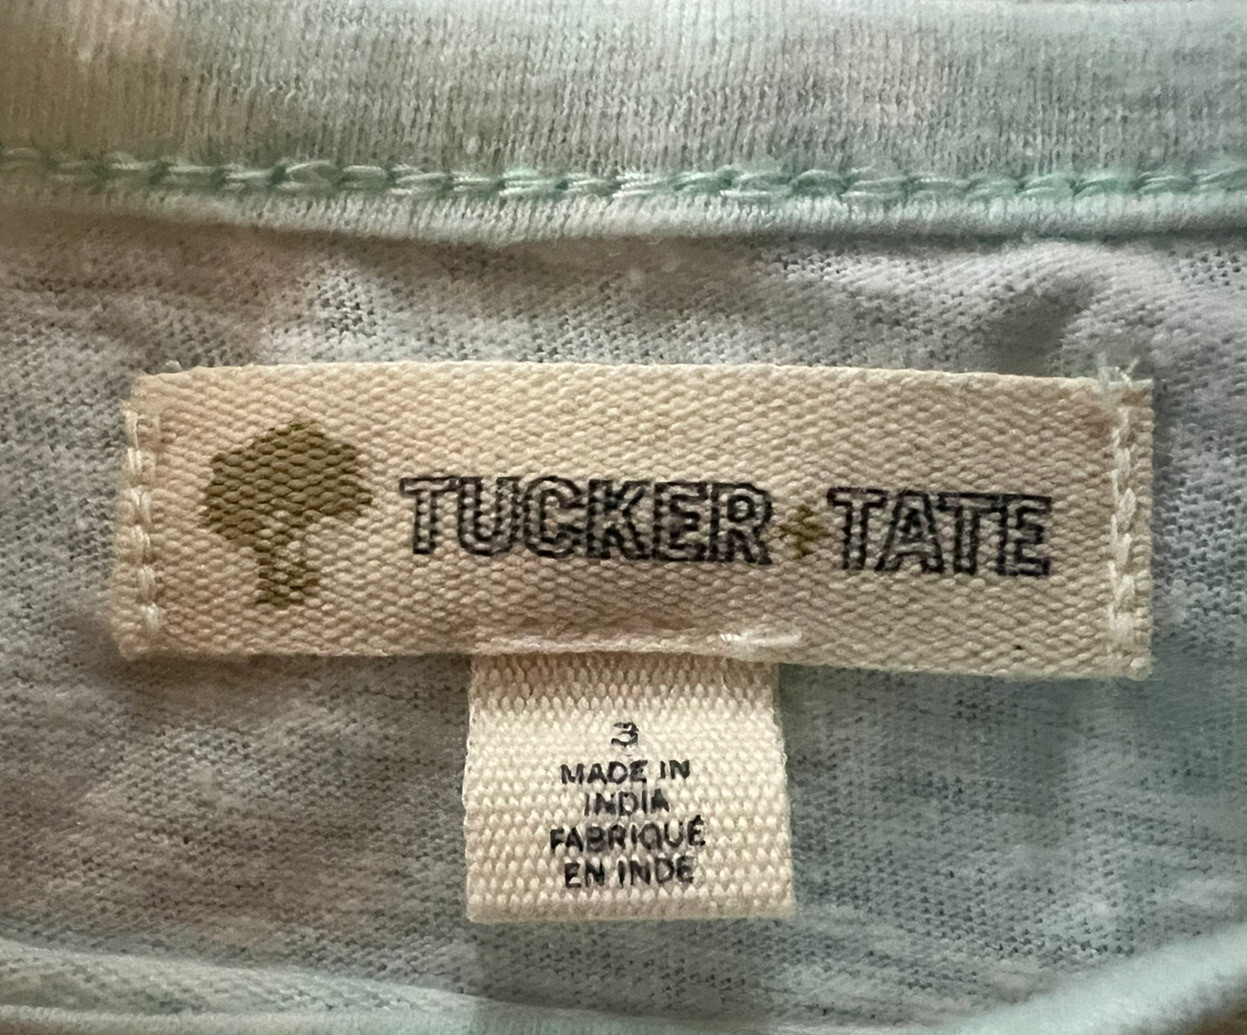 TUCKER + TATE
3
MADE IN
INDIA
FABRIQUÉ
EN INDE